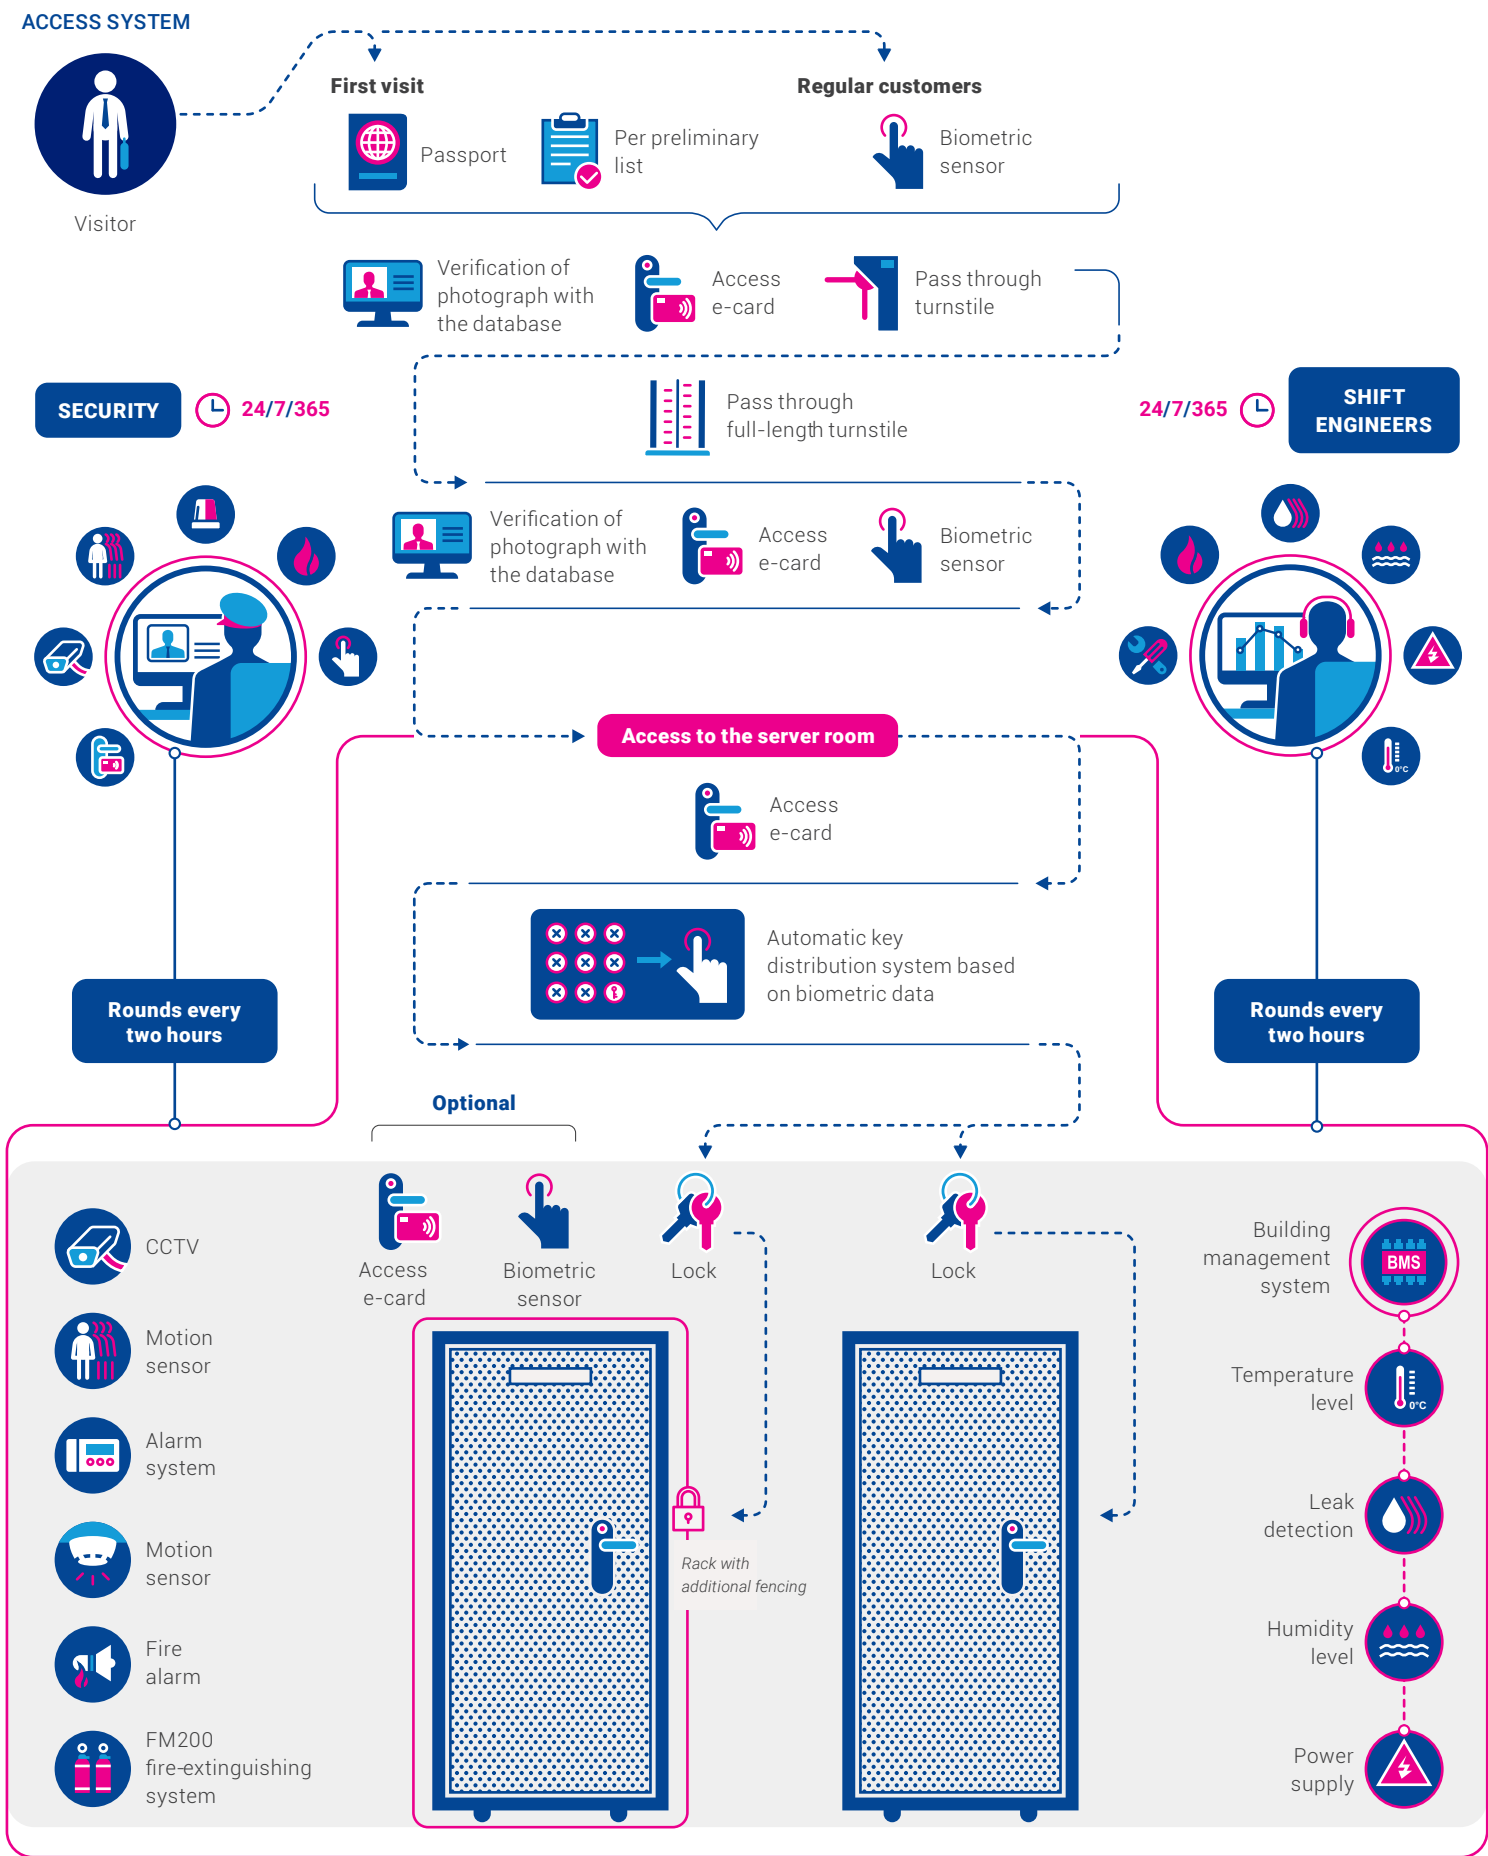 ACCESS SYSTEM
Visitor
First visit
Regular customers
Passport
Per preliminary
list
Biometric
sensor
Verification of
photograph with
the database
Access
e-card
Pass through
turnstile
SECURITY
24/7/365
Pass through
full-length turnstile
24/7/365
SHIFT
ENGINEERS
Verification of
photograph with
the database
Access
e-card
Biometric
sensor
0°C
Access to the server room
Access
e-card
Automatic key
distribution system based
on biometric data
Rounds every
two hours
Rounds every
two hours
Optional
Access
e-card
Biometric
sensor
Lock
Lock
CCTV
Motion
sensor
Alarm
system
Motion
sensor
Fire
alarm
FM200
fire-extinguishing
system
Rack with
additional fencing
Building
management
system
BMS
Temperature
level
0°C
Leak
detection
Humidity
level
Power
supply